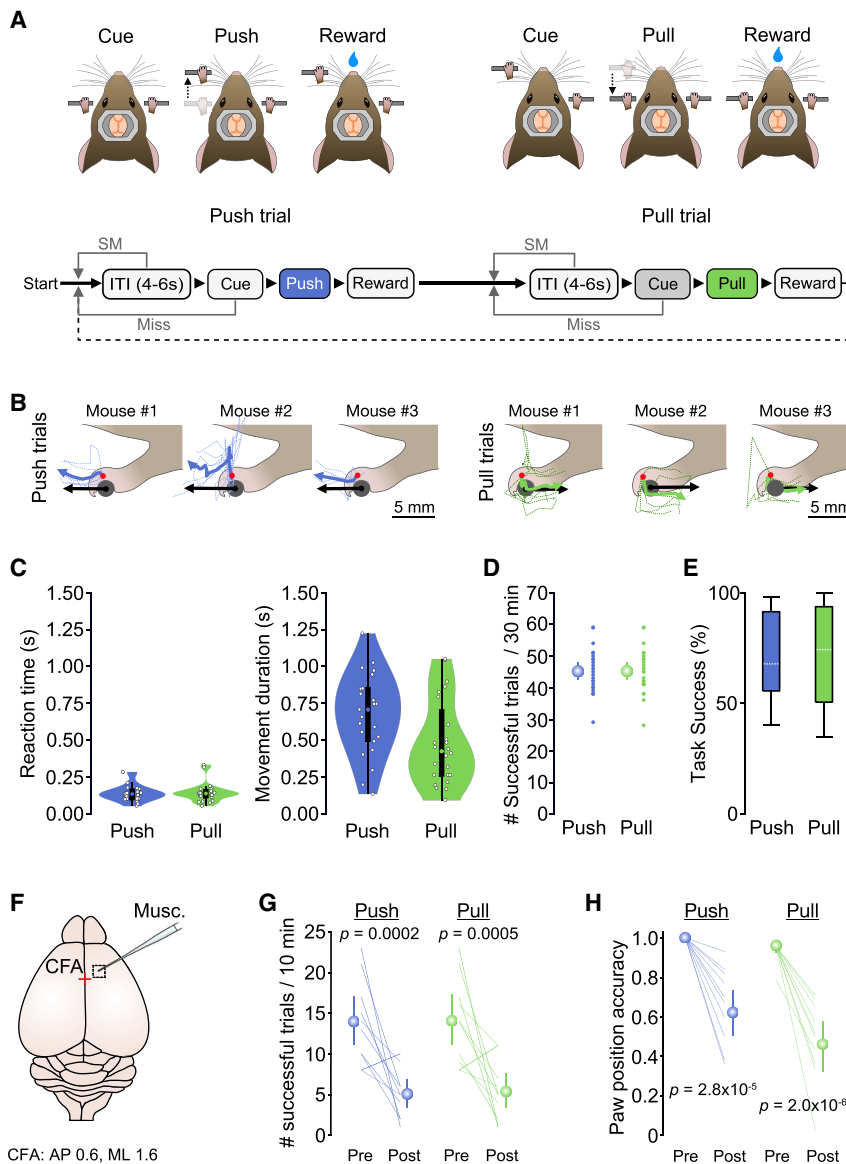 A
Cue Push Reward Cue Pull Reward
Push trial Pull trial
SM SM
Start ITI (4-6s) Cue Push Reward ITI (4-6s) Cue Pull Reward
Miss Miss
B
Push trials Mouse #1 Mouse #2 Mouse #3 5 mm
Pull trials Mouse #1 Mouse #2 Mouse #3 5 mm
C
Reaction time (s)
1.50
1.25
1.00
0.75
0.50
0.25
0.00
Push Pull
Movement duration (s)
1.50
1.25
1.00
0.75
0.50
0.25
0.00
Push Pull
D
# Successful trials / 30 min
70
60
50
40
30
20
10
0
Push Pull
E
Task Success (%)
100
50
0
Push Pull
F
Musc.
CFA
CFA: AP 0.6, ML 1.6
G
Push Pull
p = 0.0002 p = 0.0005
# successful trials / 10 min
25
20
15
10
5
0
Pre Post Pre Post
H
Push Pull
Paw position accuracy
1.0
0.8
0.6
0.4
0.2
0
p = 2.8x10-5
p = 2.0x10-6
Pre Post Pre Post